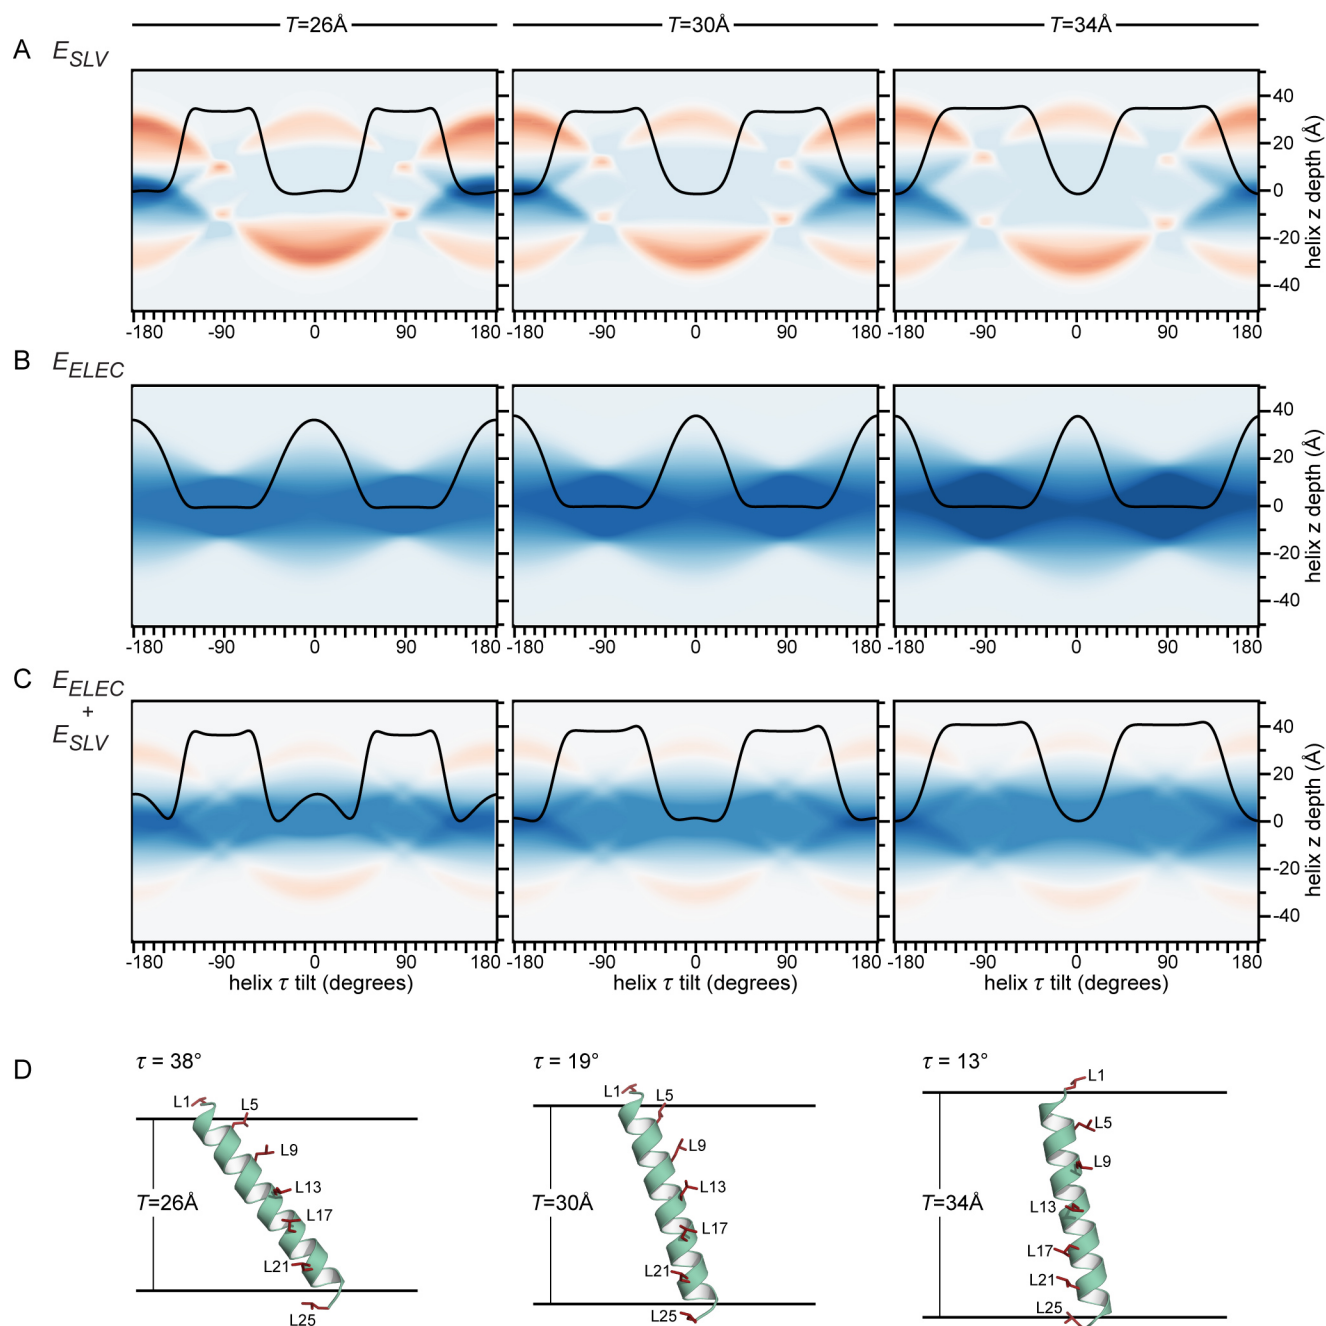 T=26Å T=30Å T=34Å
A E_SLV
40
20
0
-20
-40
helix z depth (Å)
-180 -90 0 90 180 -180 -90 0 90 180 -180 -90 0 90 180
B E_ELEC
40
20
0
-20
-40
helix z depth (Å)
-180 -90 0 90 180 -180 -90 0 90 180 -180 -90 0 90 180
C E_ELEC
+
E_SLV
40
20
0
-20
-40
helix z depth (Å)
-180 -90 0 90 180 -180 -90 0 90 180 -180 -90 0 90 180
helix τ tilt (degrees) helix τ tilt (degrees) helix τ tilt (degrees)
D
τ = 38°
L1
L5
L9
L13
T=26Å
L17
L21
L25
τ = 19°
L1
L5
L9
L13
T=30Å
L17
L21
L25
τ = 13°
L1
L5
L9
T=34Å
L13
L17
L21
L25